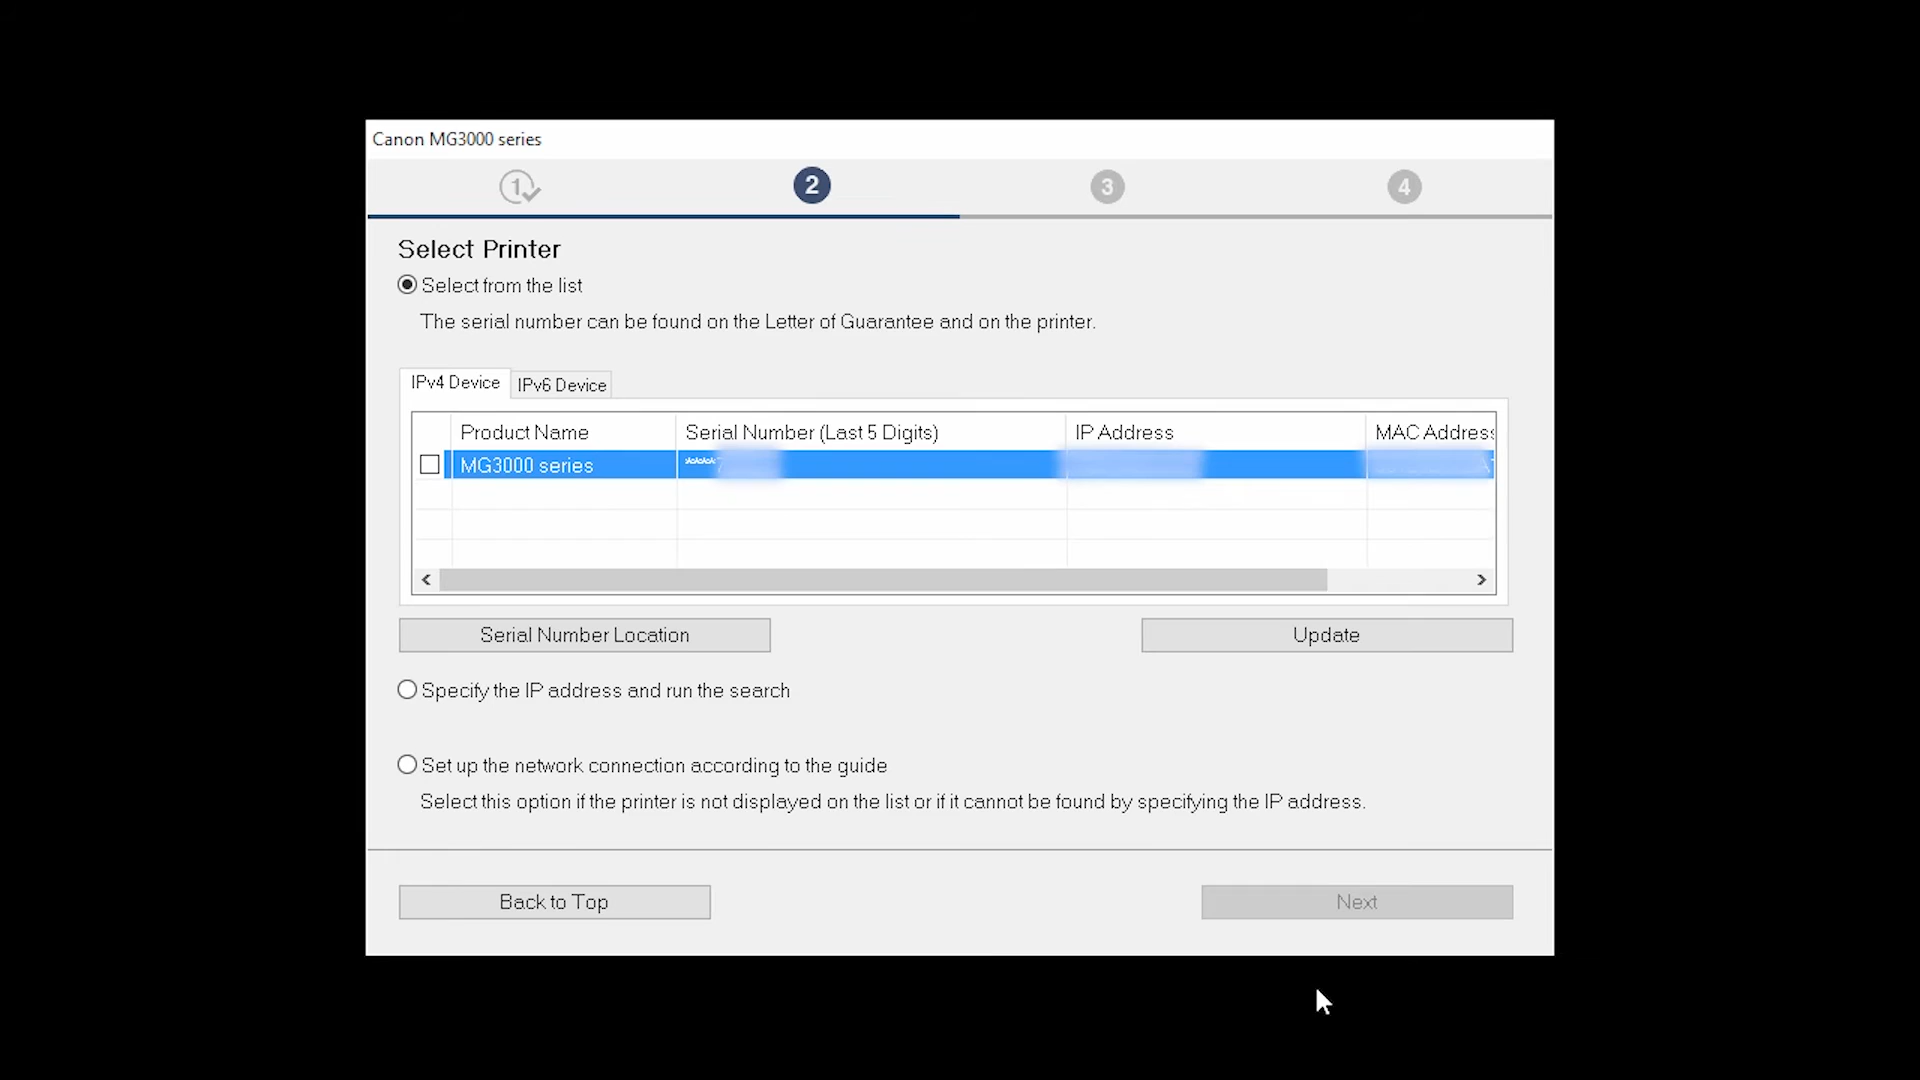 Canon MG3000 series
1 2 3 4
Select Printer
Select from the list
The serial number can be found on the Letter of Guarantee and on the printer.
IPv4 Device IPv6 Device
Product Name Serial Number (Last 5 Digits) IP Address MAC Address
MG3000 series ****
Serial Number Location Update
Specify the IP address and run the search
Set up the network connection according to the guide
Select this option if the printer is not displayed on the list or if it cannot be found by specifying the IP address.
Back to Top Next